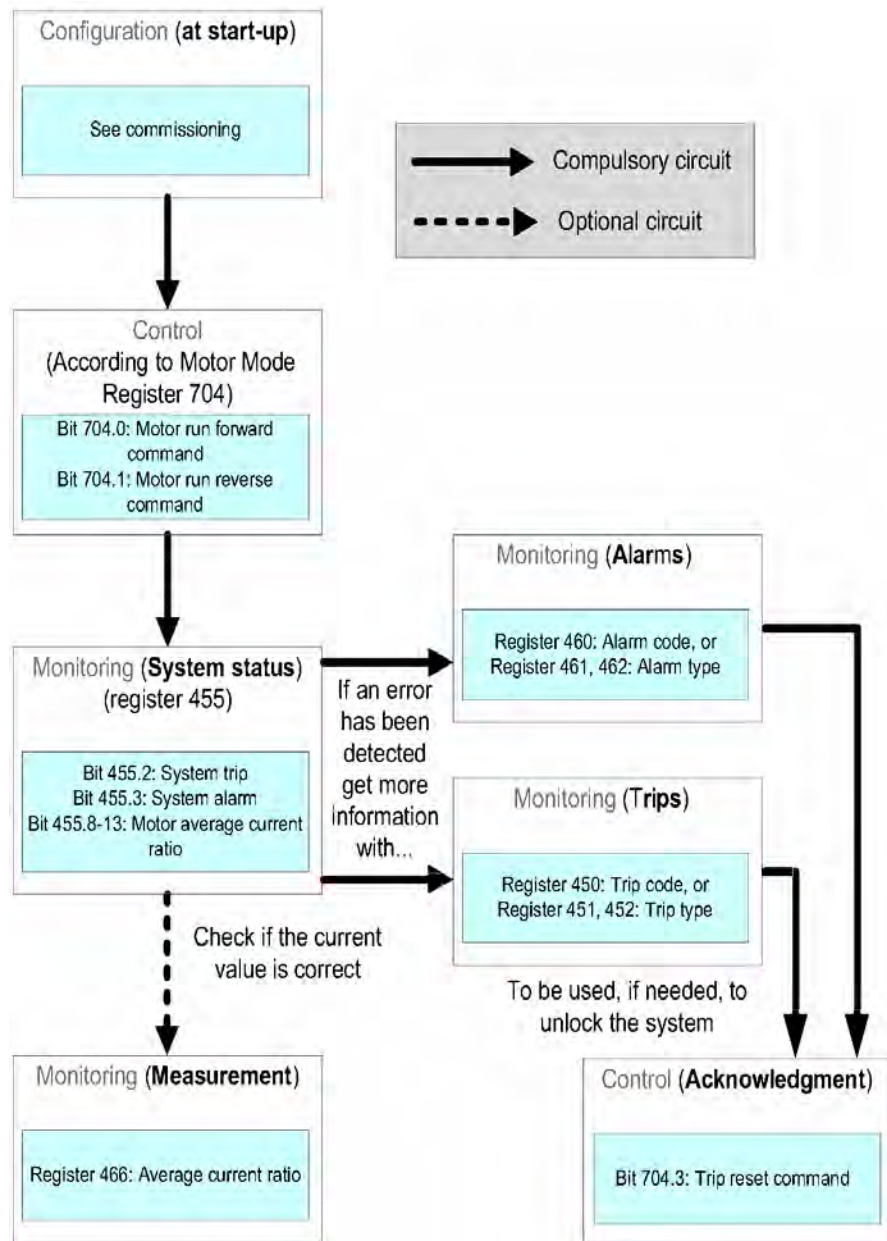 Configuration (at start-up)
See commissioning
Compulsory circuit
Optional circuit
Control
(According to Motor Mode
Register 704)
Bit 704.0: Motor run forward
command
Bit 704.1: Motor run reverse
command
Monitoring (System status)
(register 455)
Bit 455.2: System trip
Bit 455.3: System alarm
Bit 455.8-13: Motor average current
ratio
If an error
has been
detected
get more
information
with...
Monitoring (Alarms)
Register 460: Alarm code, or
Register 461, 462: Alarm type
Monitoring (Trips)
Register 450: Trip code, or
Register 451, 452: Trip type
Check if the current
value is correct
To be used, if needed, to
unlock the system
Monitoring (Measurement)
Register 466: Average current ratio
Control (Acknowledgment)
Bit 704.3: Trip reset command